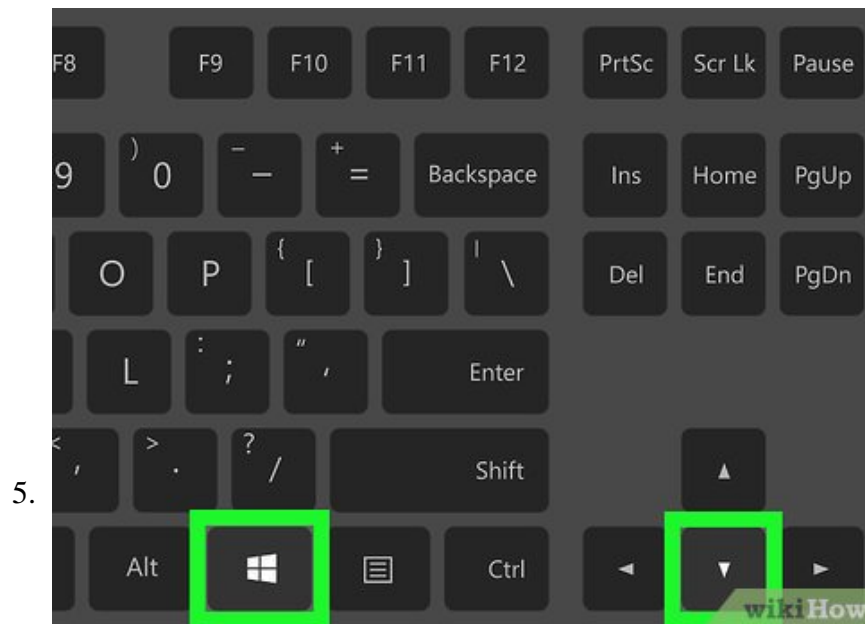 F8 F9 F10 F11 F12 PrtSc Scr Lk Pause
9 ) 0 – — + = Backspace Ins Home PgUp
O P { [ } ] | \ Del End PgDn
L : ; " ' Enter
< , > . ? / Shift
5.
Alt Ctrl
wikiHow